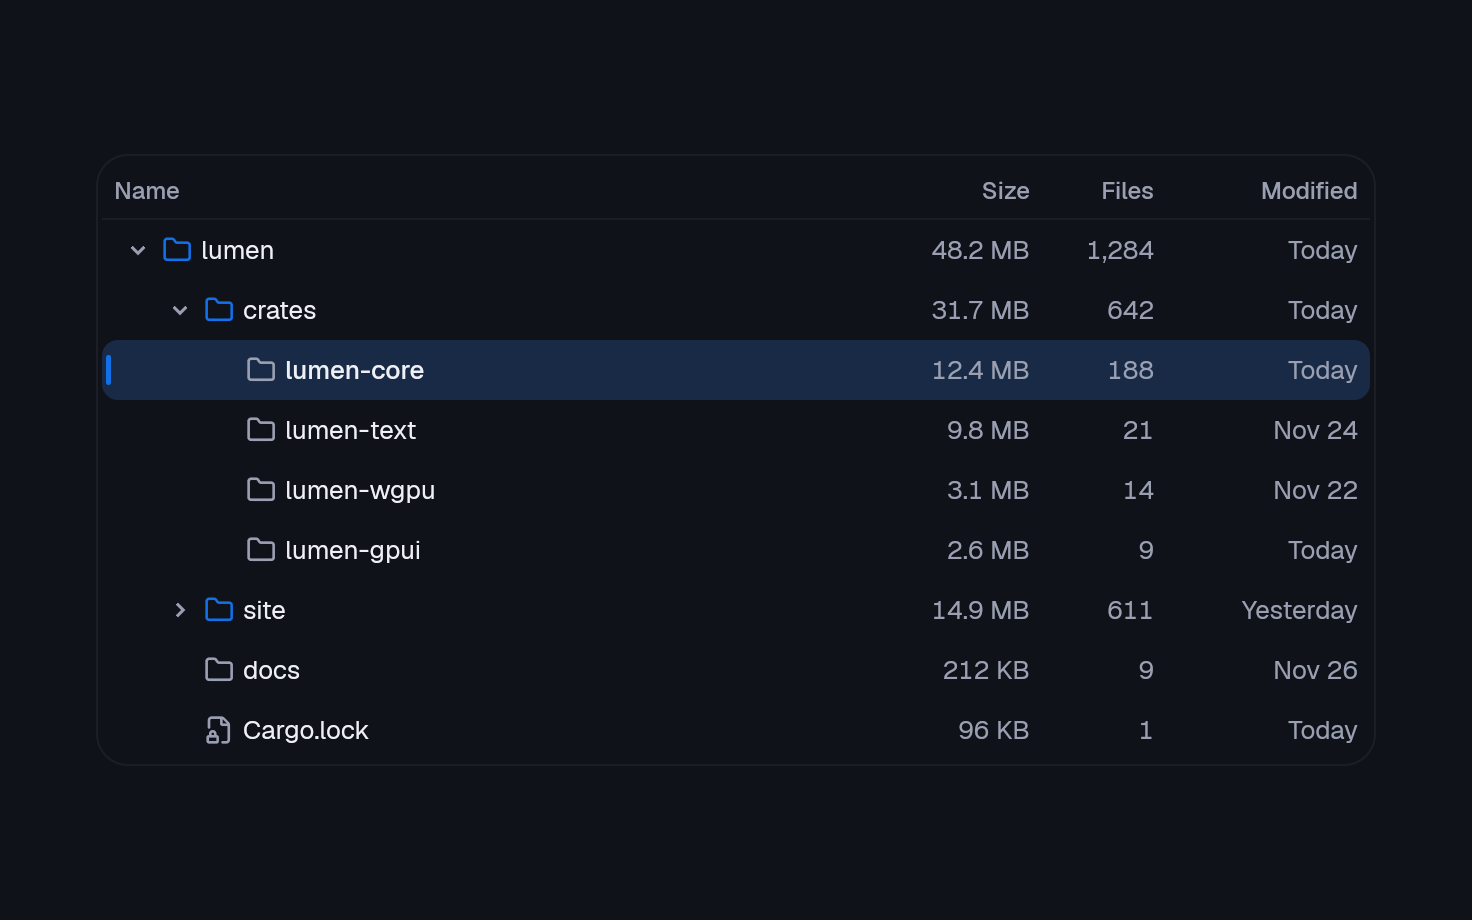 Name Size Files Modified
lumen 48.2 MB 1,284 Today
crates 31.7 MB 642 Today
lumen-core 12.4 MB 188 Today
lumen-text 9.8 MB 21 Nov 24
lumen-wgpu 3.1 MB 14 Nov 22
lumen-gpui 2.6 MB 9 Today
site 14.9 MB 611 Yesterday
docs 212 KB 9 Nov 26
Cargo.lock 96 KB 1 Today